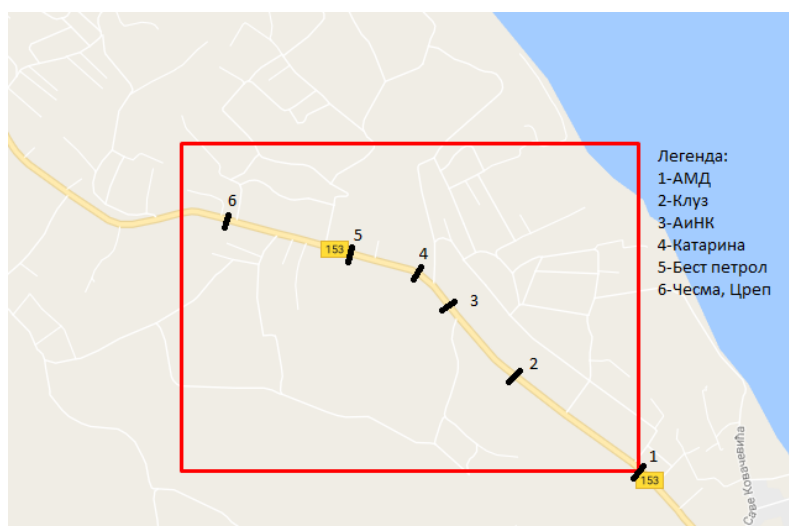 Легенда:
1-АМД
2-Клуз
3-АиНК
4-Катарина
5-Бест петрол
6-Чесма, Цреп
6
5
153
4
3
2
1
153
Саве Ковачевића